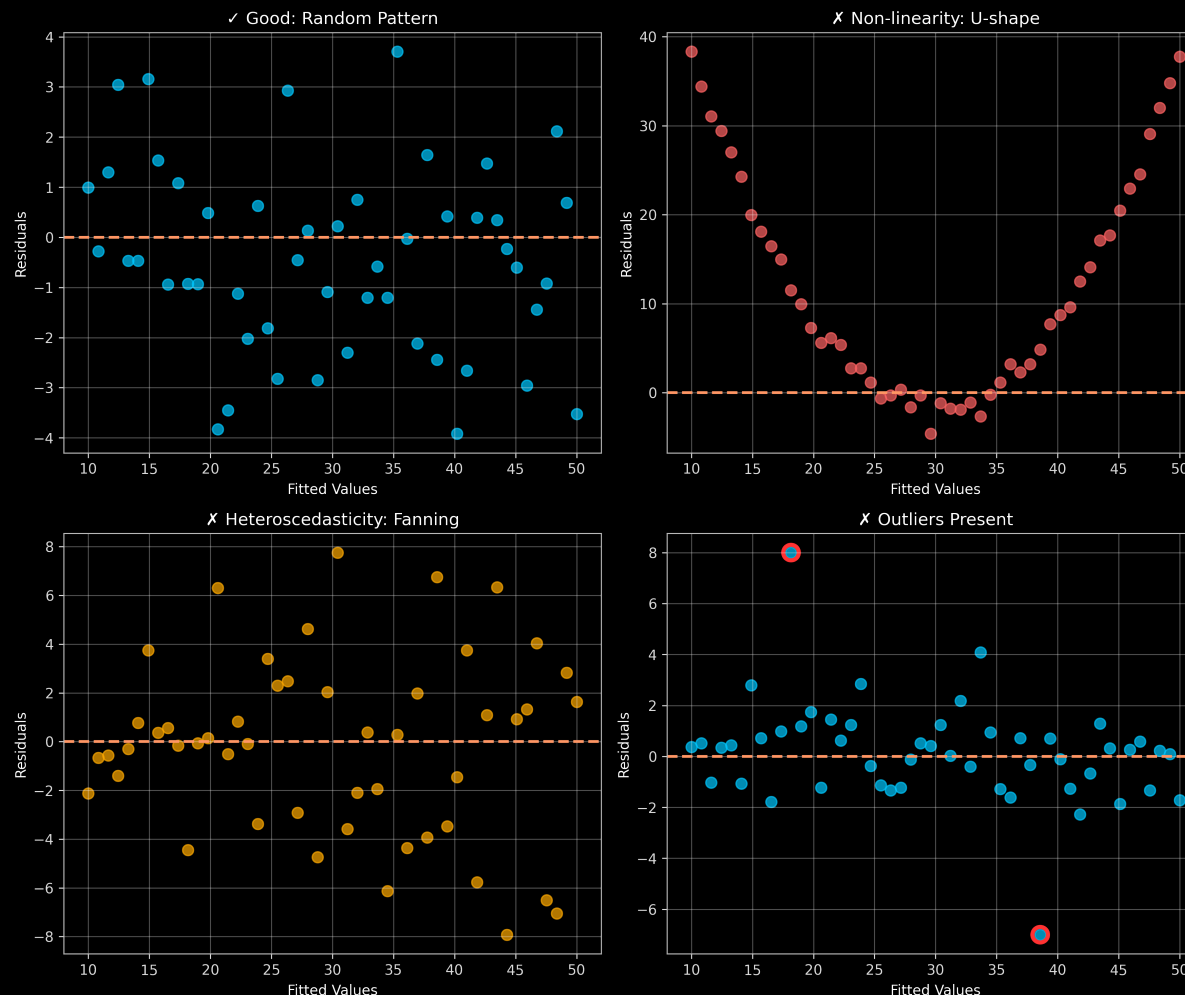 ✓ Good: Random Pattern
4
3
2
1
0
−1
−2
−3
−4
Residuals
10 15 20 25 30 35 40 45 50
Fitted Values
✗ Non-linearity: U-shape
40
30
20
10
0
Residuals
10 15 20 25 30 35 40 45 50
Fitted Values
✗ Heteroscedasticity: Fanning
8
6
4
2
0
−2
−4
−6
−8
Residuals
10 15 20 25 30 35 40 45 50
Fitted Values
✗ Outliers Present
8
6
4
2
0
−2
−4
−6
Residuals
10 15 20 25 30 35 40 45 50
Fitted Values